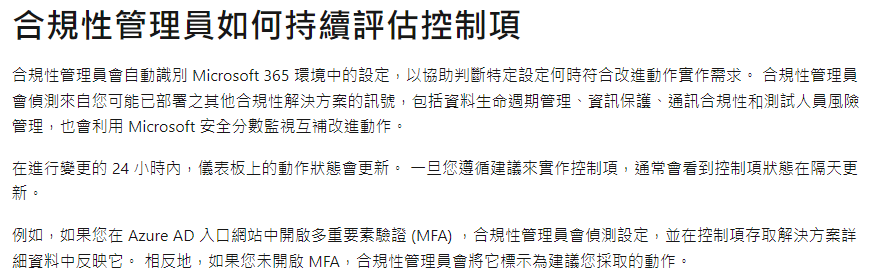 合規性管理員如何持續評估控制項
合規性管理員會自動識別 Microsoft 365 環境中的設定，以協助判斷特定設定何時符合改進動作實作需求。 合規性管理員
會偵測來自您可能已部署之其他合規性解決方案的訊號，包括資料生命週期管理、資訊保護、通訊合規性和測試人員風險
管理，也會利用 Microsoft 安全分數監視互補改進動作。
在進行變更的 24 小時內，儀表板上的動作狀態會更新。 一旦您遵循建議來實作控制項，通常會看到控制項狀態在隔天更
新。
例如，如果您在 Azure AD 入口網站中開啟多重要素驗證 (MFA) ，合規性管理員會偵測設定，並在控制項存取解決方案詳
細資料中反映它。 相反地，如果您未開啟 MFA，合規性管理員會將它標示為建議您採取的動作。